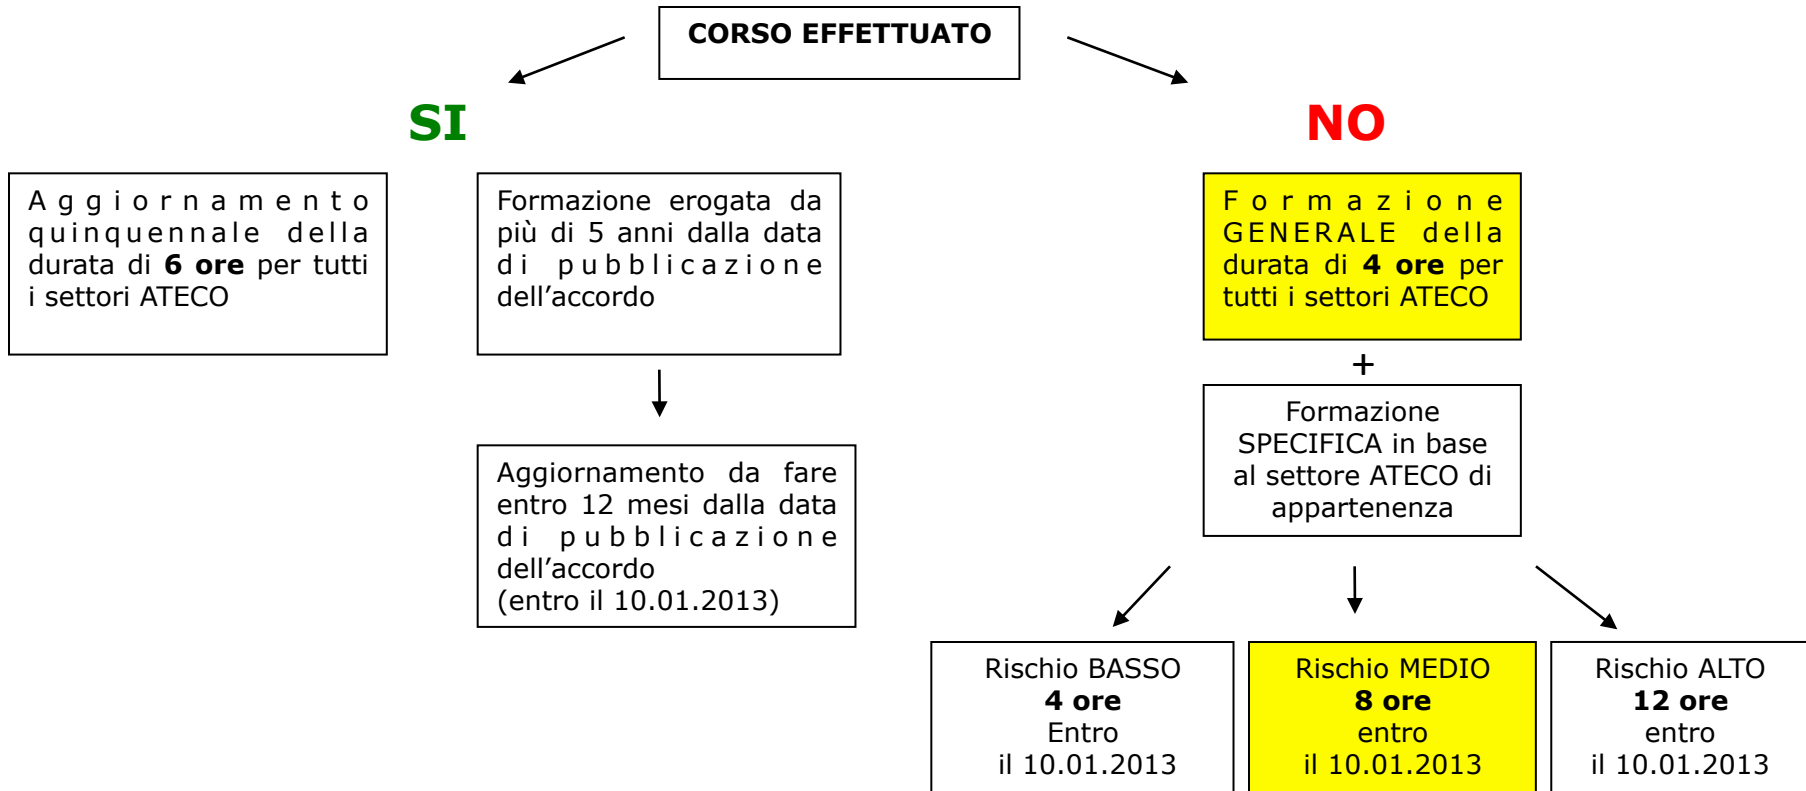 CORSO EFFETTUATO
SI
NO
Aggiornamento
quinquennale della
durata di 6 ore per tutti
i settori ATECO
Formazione erogata da
più di 5 anni dalla data
di pubblicazione
dell’accordo
Aggiornamento da fare
entro 12 mesi dalla data
di pubblicazione
dell’accordo
(entro il 10.01.2013)
Formazione
GENERALE della
durata di 4 ore per
tutti i settori ATECO
+
Formazione
SPECIFICA in base
al settore ATECO di
appartenenza
Rischio BASSO
4 ore
Entro
il 10.01.2013
Rischio MEDIO
8 ore
entro
il 10.01.2013
Rischio ALTO
12 ore
entro
il 10.01.2013